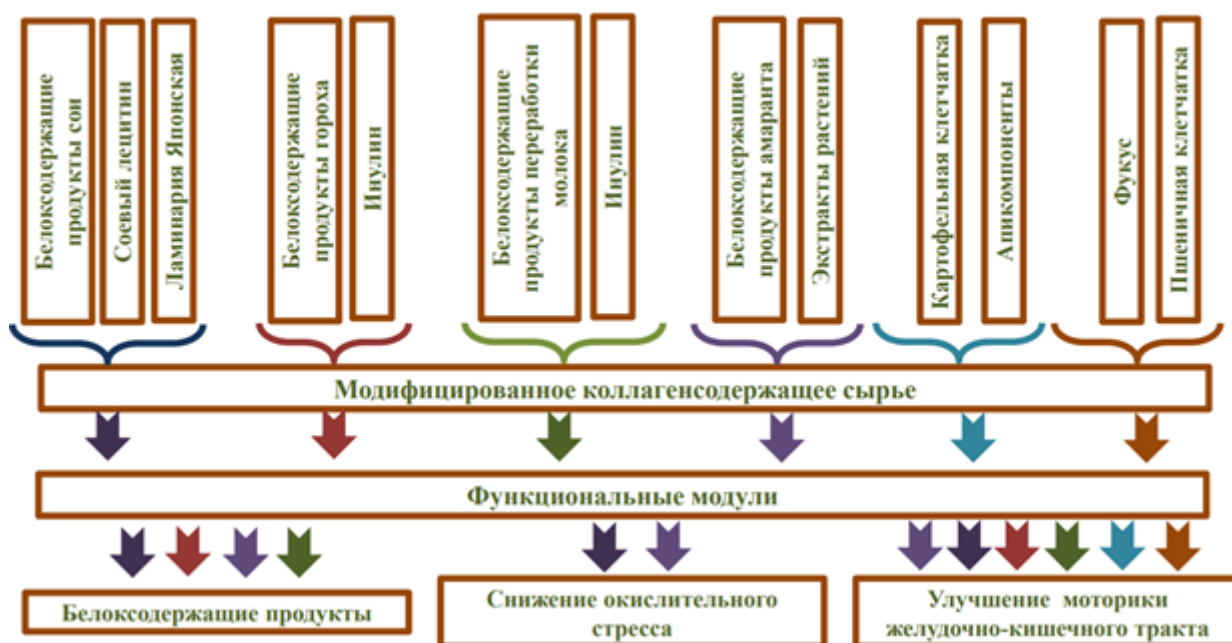 Белоксодержащие
продукты сои
Соевый лецитин
Ламинария Японская
Белоксодержащие
продукты гороха
Инулин
Белоксодержащие
продукты переработки
молока
Инулин
Белоксодержащие
продукты амаранта
Экстракты растений
Картофельная клетчатка
Апикомпоненты
Фукус
Пшеничная клетчатка
Модифицированное коллагенсодержащее сырье
Функциональные модули
Белоксодержащие продукты
Снижение окислительного
стресса
Улучшение моторики
желудочно-кишечного тракта